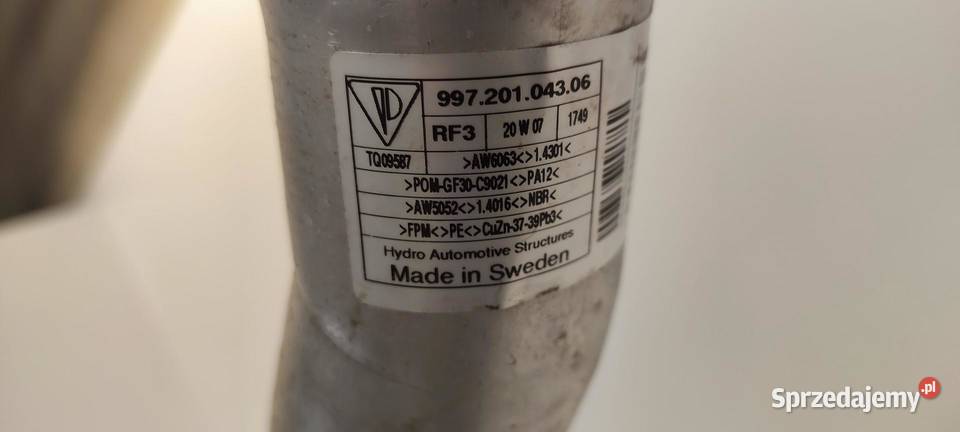 997.201.043.06
RF3 20 W 07 1749
TQ09587 >AW6063<>1.4301<
>POM-GF30-C9021<>PA12<
>AW5052<>1.4016<>NBR<
>FPM<>PE<>CuZn-37-39Pb3<
Hydro Automotive Structures
Made in Sweden
Sprzedajemy.pl